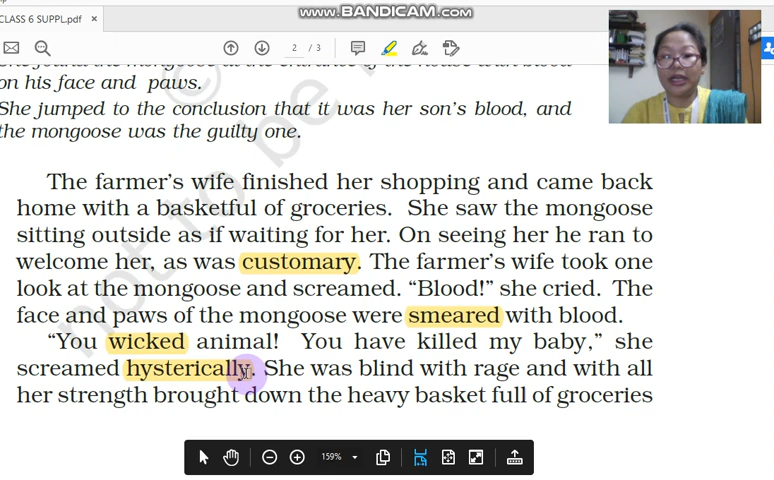 CLASS 6 SUPPL.pdf ×
www.BANDICAM.com
2 / 3
on his face and paws.
She jumped to the conclusion that it was her son's blood, and
the mongoose was the guilty one.
The farmer's wife finished her shopping and came back
home with a basketful of groceries. She saw the mongoose
sitting outside as if waiting for her. On seeing her he ran to
welcome her, as was customary. The farmer's wife took one
look at the mongoose and screamed. “Blood!” she cried. The
face and paws of the mongoose were smeared with blood.
“You wicked animal! You have killed my baby,” she
screamed hysterically. She was blind with rage and with all
her strength brought down the heavy basket full of groceries
not to be
©
159%